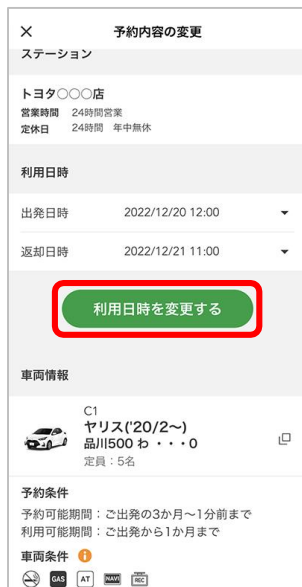 × 予約内容の変更
ステーション
トヨタ○○○店
営業時間 24時間営業
定休日 24時間 年中無休
利用日時
出発日時 2022/12/20 12:00
返却日時 2022/12/21 11:00
利用日時を変更する
車両情報
C1
ヤリス('20/2〜)
品川500 わ ・・・0
定員：5名
予約条件
予約可能期間：ご出発の3か月〜1分前まで
利用可能期間：ご出発から1か月まで
車両条件 i
GAS AT NAVI REC